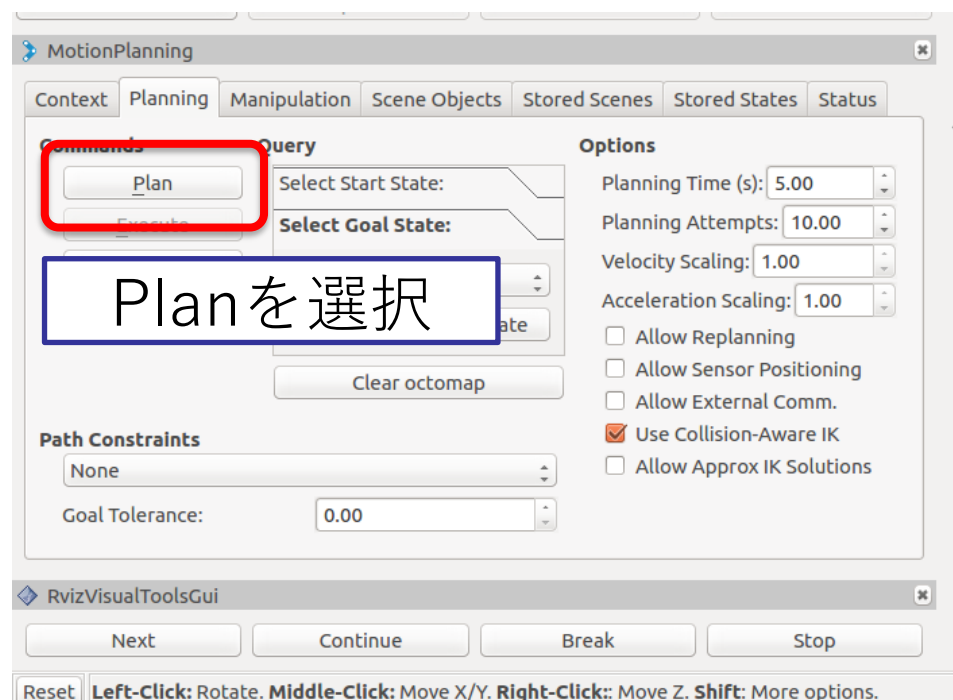 MotionPlanning
Context Planning Manipulation Scene Objects Stored Scenes Stored States Status
Commands Query Options
Plan Select Start State: Planning Time (s): 5.00
Execute Select Goal State: Planning Attempts: 10.00
Velocity Scaling: 1.00
Planを選択
Acceleration Scaling: 1.00
Allow Replanning
Allow Sensor Positioning
Clear octomap
Allow External Comm.
Path Constraints Use Collision-Aware IK
None Allow Approx IK Solutions
Goal Tolerance: 0.00
RvizVisualToolsGui
Next Continue Break Stop
Reset Left-Click: Rotate. Middle-Click: Move X/Y. Right-Click:: Move Z. Shift: More options.